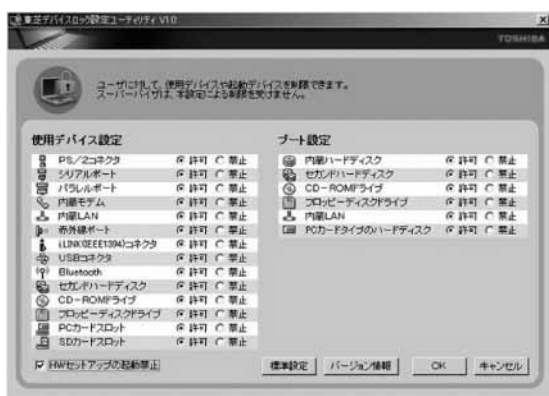 東芝デバイスロック設定ユーティリティ V1.0
TOSHIBA
ユーザに対して、使用デバイスや起動デバイスを制限できます。
スーパーバイザは、本設定による制限を受けません。
使用デバイス設定
PS/2コネクタ 許可 禁止
シリアルポート 許可 禁止
パラレルポート 許可 禁止
内蔵モデム 許可 禁止
内蔵LAN 許可 禁止
赤外線ポート 許可 禁止
i.LINK(IEEE1394)コネクタ 許可 禁止
USBコネクタ 許可 禁止
Bluetooth 許可 禁止
セカンドハードディスク 許可 禁止
CD-ROMドライブ 許可 禁止
フロッピーディスクドライブ 許可 禁止
PCカードスロット 許可 禁止
SDカードスロット 許可 禁止
HWセットアップの起動禁止
ブート設定
内蔵ハードディスク 許可 禁止
セカンドハードディスク 許可 禁止
CD-ROMドライブ 許可 禁止
フロッピーディスクドライブ 許可 禁止
内蔵LAN 許可 禁止
PCカードタイプのハードディスク 許可 禁止
標準設定 バージョン情報 OK キャンセル